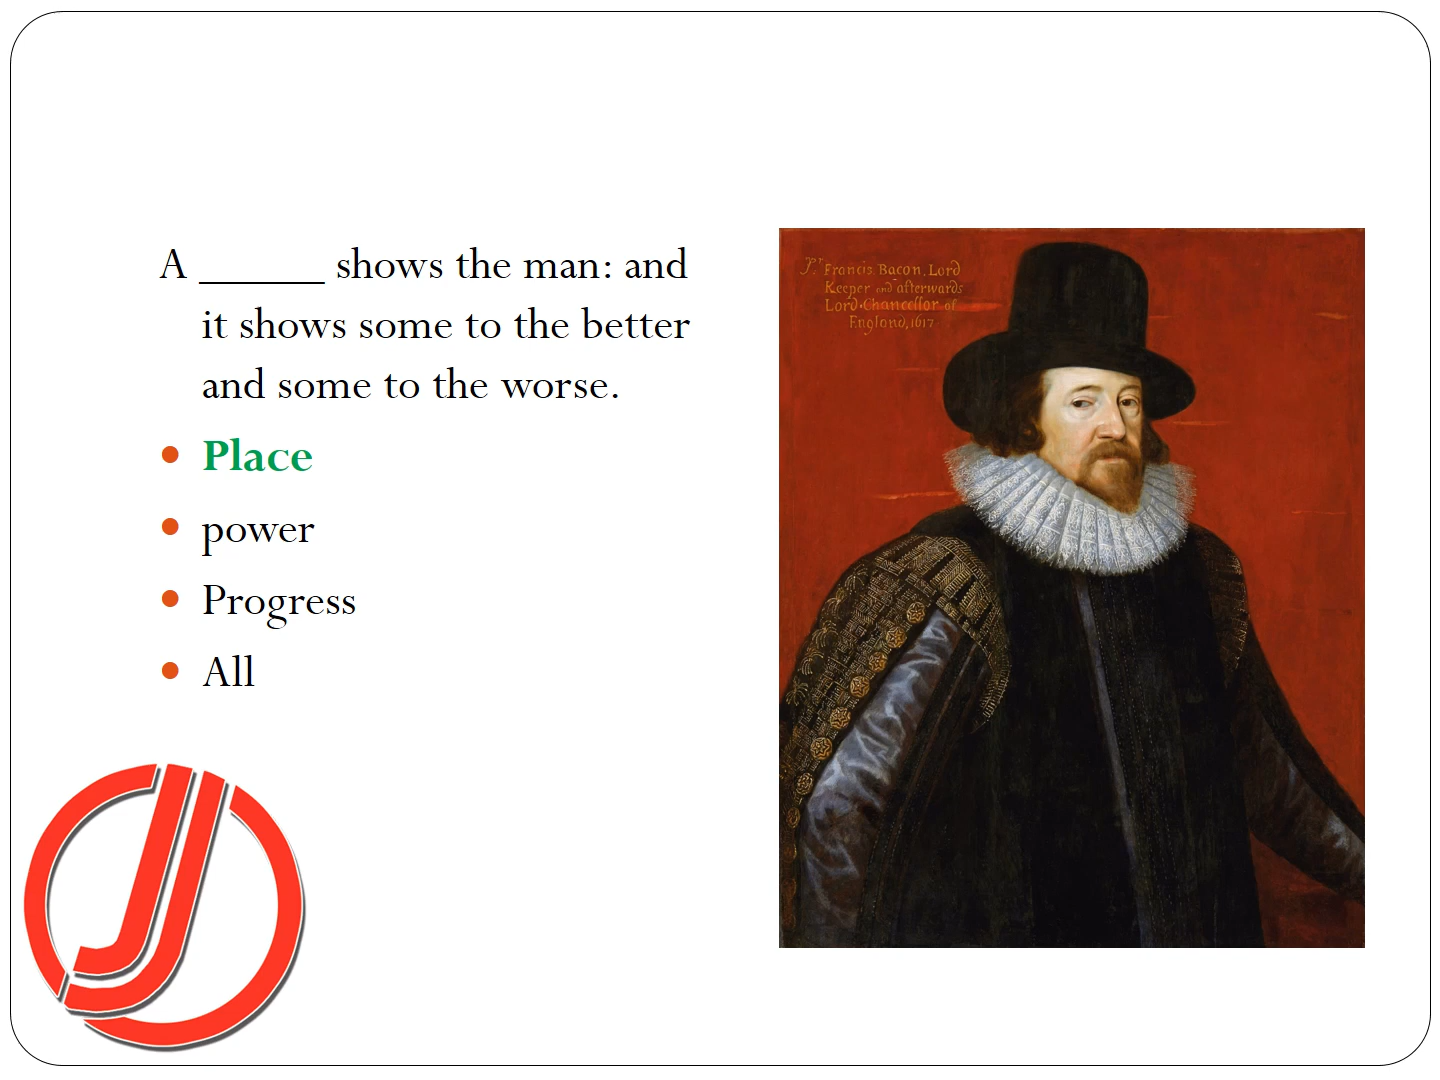 A ______ shows the man: and
it shows some to the better
and some to the worse.
Place
power
Progress
All
Sr Francis Bacon. Lord
Keeper and afterwards
Lord Chancellor of
England, 1617